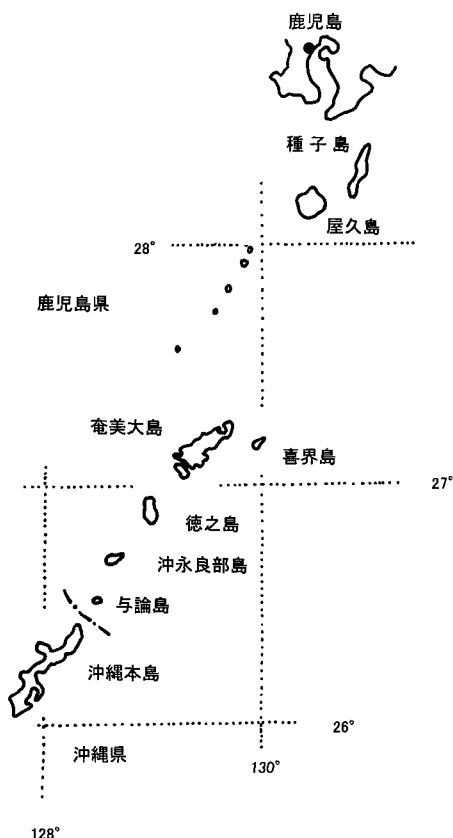 鹿児島
種子島
屋久島
28°
鹿児島県
奄美大島
喜界島
27°
徳之島
沖永良部島
与論島
沖縄本島
26°
沖縄県
130°
128°